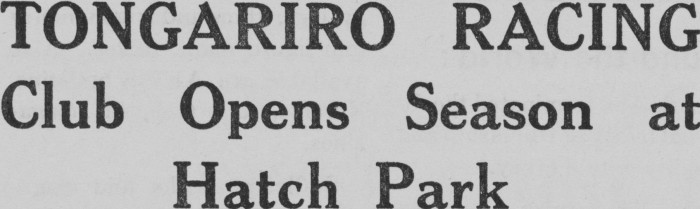 TONGARIRO RACING
Club Opens Season at
Hatch Park